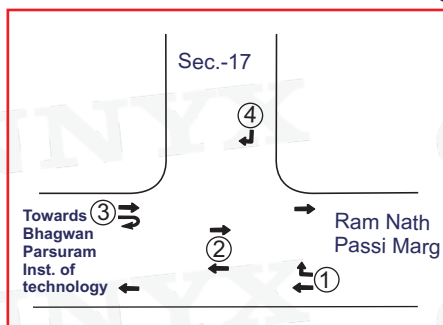 Sec.-17
4
Towards
3
Bhagwan
Parsuram
Inst. of
technology
2
1
Ram Nath
Passi Marg